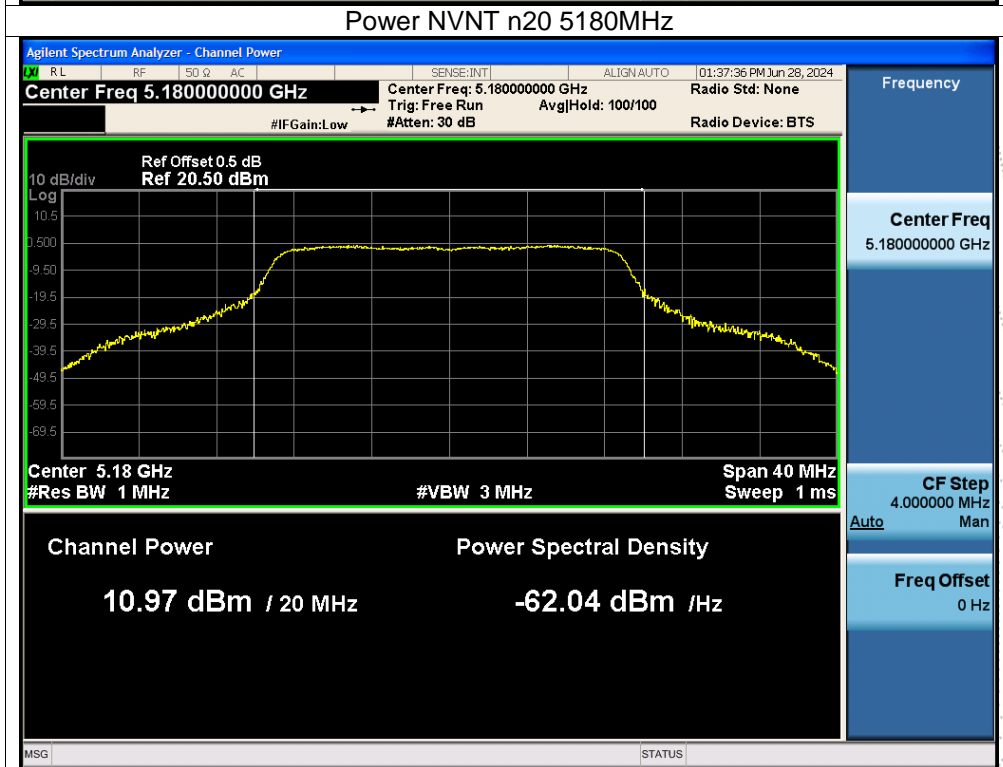 Power NVNT n20 5180MHz
Agilent Spectrum Analyzer - Channel Power
LXI RL RF 50 Ω AC SENSE:INT ALIGN AUTO 01:37:36 PM Jun 28, 2024
Center Freq 5.180000000 GHz
Center Freq: 5.180000000 GHz Radio Std: None
Trig: Free Run Avg|Hold: 100/100
#IFGain:Low #Atten: 30 dB Radio Device: BTS
Frequency
Ref Offset 0.5 dB
10 dB/div Ref 20.50 dBm
Log
10.5
0.500
-9.50
-19.5
-29.5
-39.5
-49.5
-59.5
-69.5
Center 5.18 GHz Span 40 MHz
#Res BW 1 MHz #VBW 3 MHz Sweep 1 ms
Channel Power Power Spectral Density
10.97 dBm / 20 MHz -62.04 dBm /Hz
Center Freq
5.180000000 GHz
CF Step
4.000000 MHz
Auto Man
Freq Offset
0 Hz
MSG STATUS